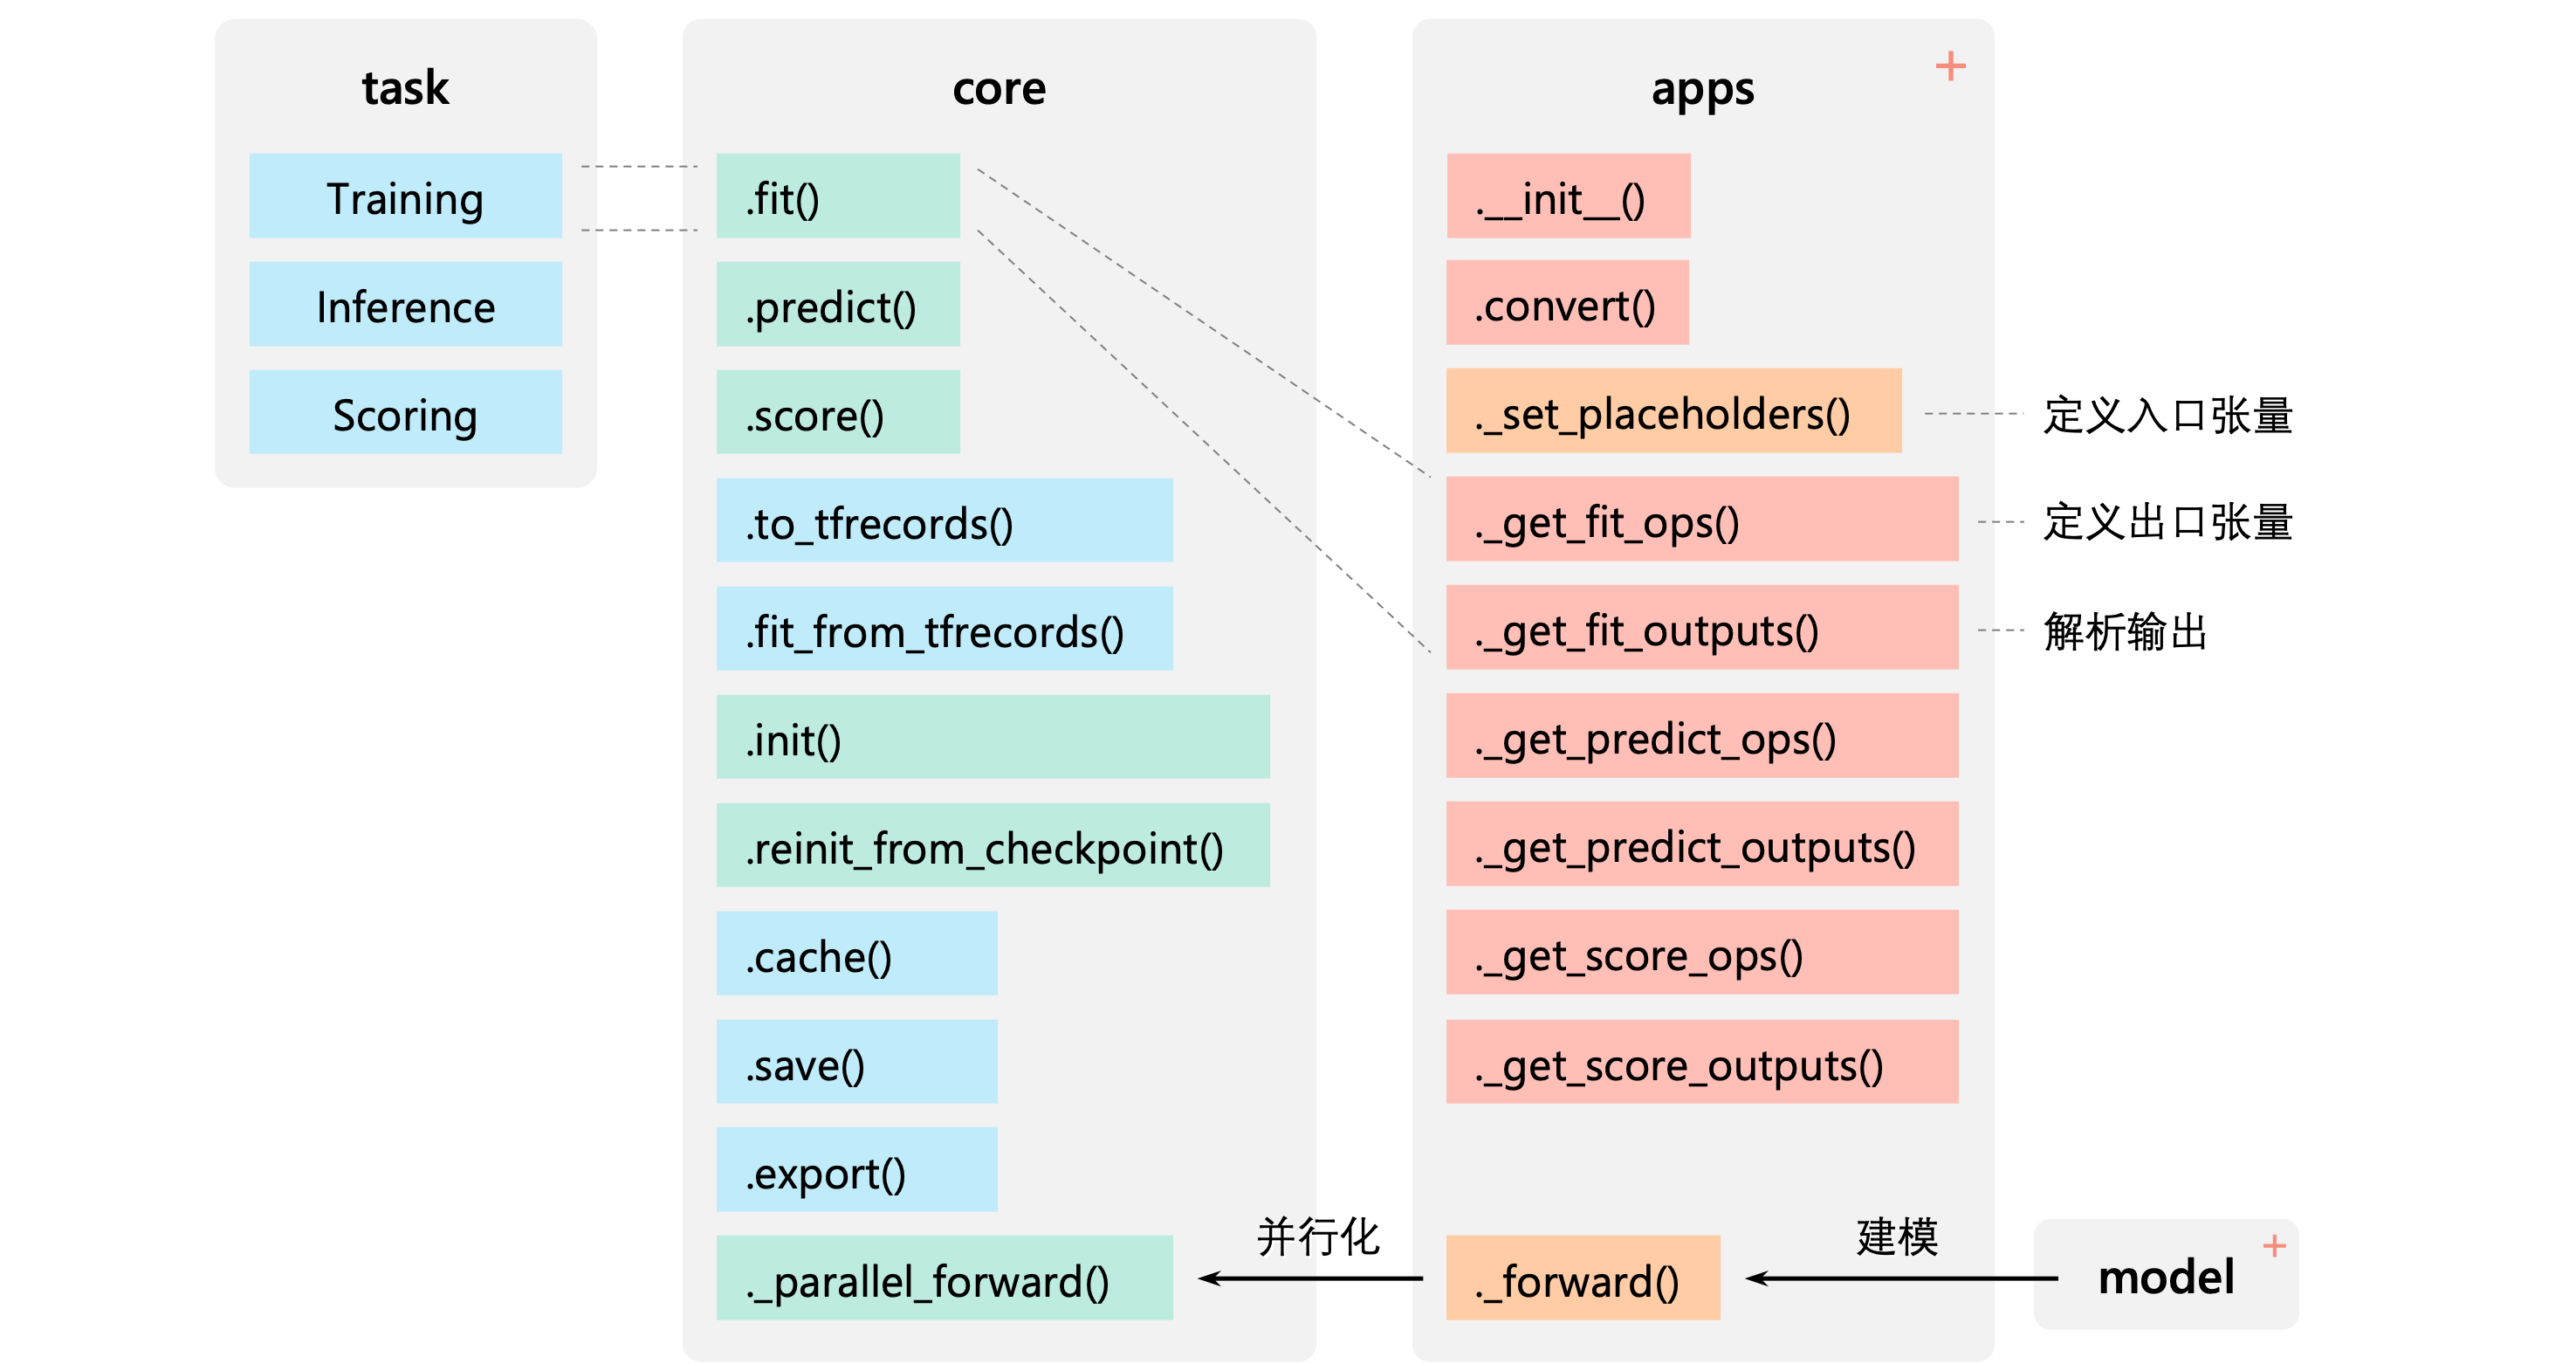 task
Training
Inference
Scoring
core
.fit()
.predict()
.score()
.to_tfrecords()
.fit_from_tfrecords()
.init()
.reinit_from_checkpoint()
.cache()
.save()
.export()
._parallel_forward()
并行化
apps
+
.__init__()
.convert()
._set_placeholders()
定义入口张量
._get_fit_ops()
定义出口张量
._get_fit_outputs()
解析输出
._get_predict_ops()
._get_predict_outputs()
._get_score_ops()
._get_score_outputs()
._forward()
建模
model
+